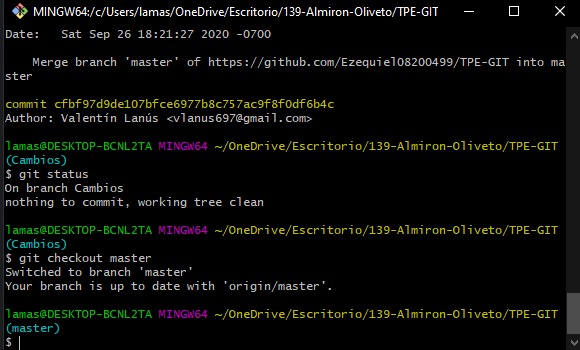 MINGW64:/c/Users/lamas/OneDrive/Escritorio/139-Almiron-Oliveto/TPE-GIT
Date:   Sat Sep 26 18:21:27 2020 -0700
    Merge branch 'master' of https://github.com/Ezequiel08200499/TPE-GIT into ma
ster
commit cfbf97d9de107bfce6977b8c757ac9f8f0df6b4c
Author: Valentín Lanús <vlanus697@gmail.com>
lamas@DESKTOP-BCNL2TA MINGW64 ~/OneDrive/Escritorio/139-Almiron-Oliveto/TPE-GIT
(Cambios)
$ git status
On branch Cambios
nothing to commit, working tree clean
lamas@DESKTOP-BCNL2TA MINGW64 ~/OneDrive/Escritorio/139-Almiron-Oliveto/TPE-GIT
(Cambios)
$ git checkout master
Switched to branch 'master'
Your branch is up to date with 'origin/master'.
lamas@DESKTOP-BCNL2TA MINGW64 ~/OneDrive/Escritorio/139-Almiron-Oliveto/TPE-GIT
(master)
$